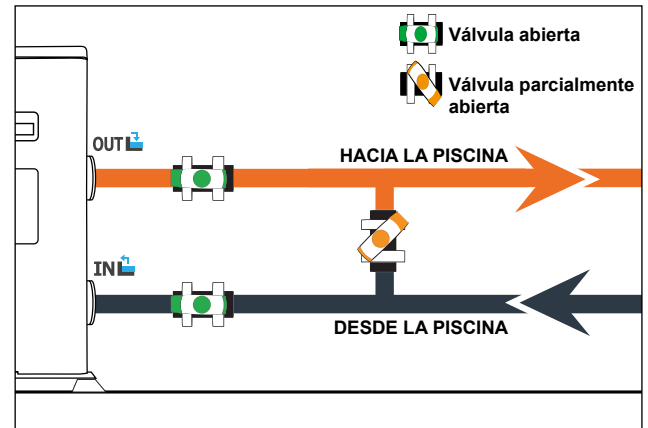 Válvula abierta
Válvula parcialmente
abierta
OUT
HACIA LA PISCINA
IN
DESDE LA PISCINA